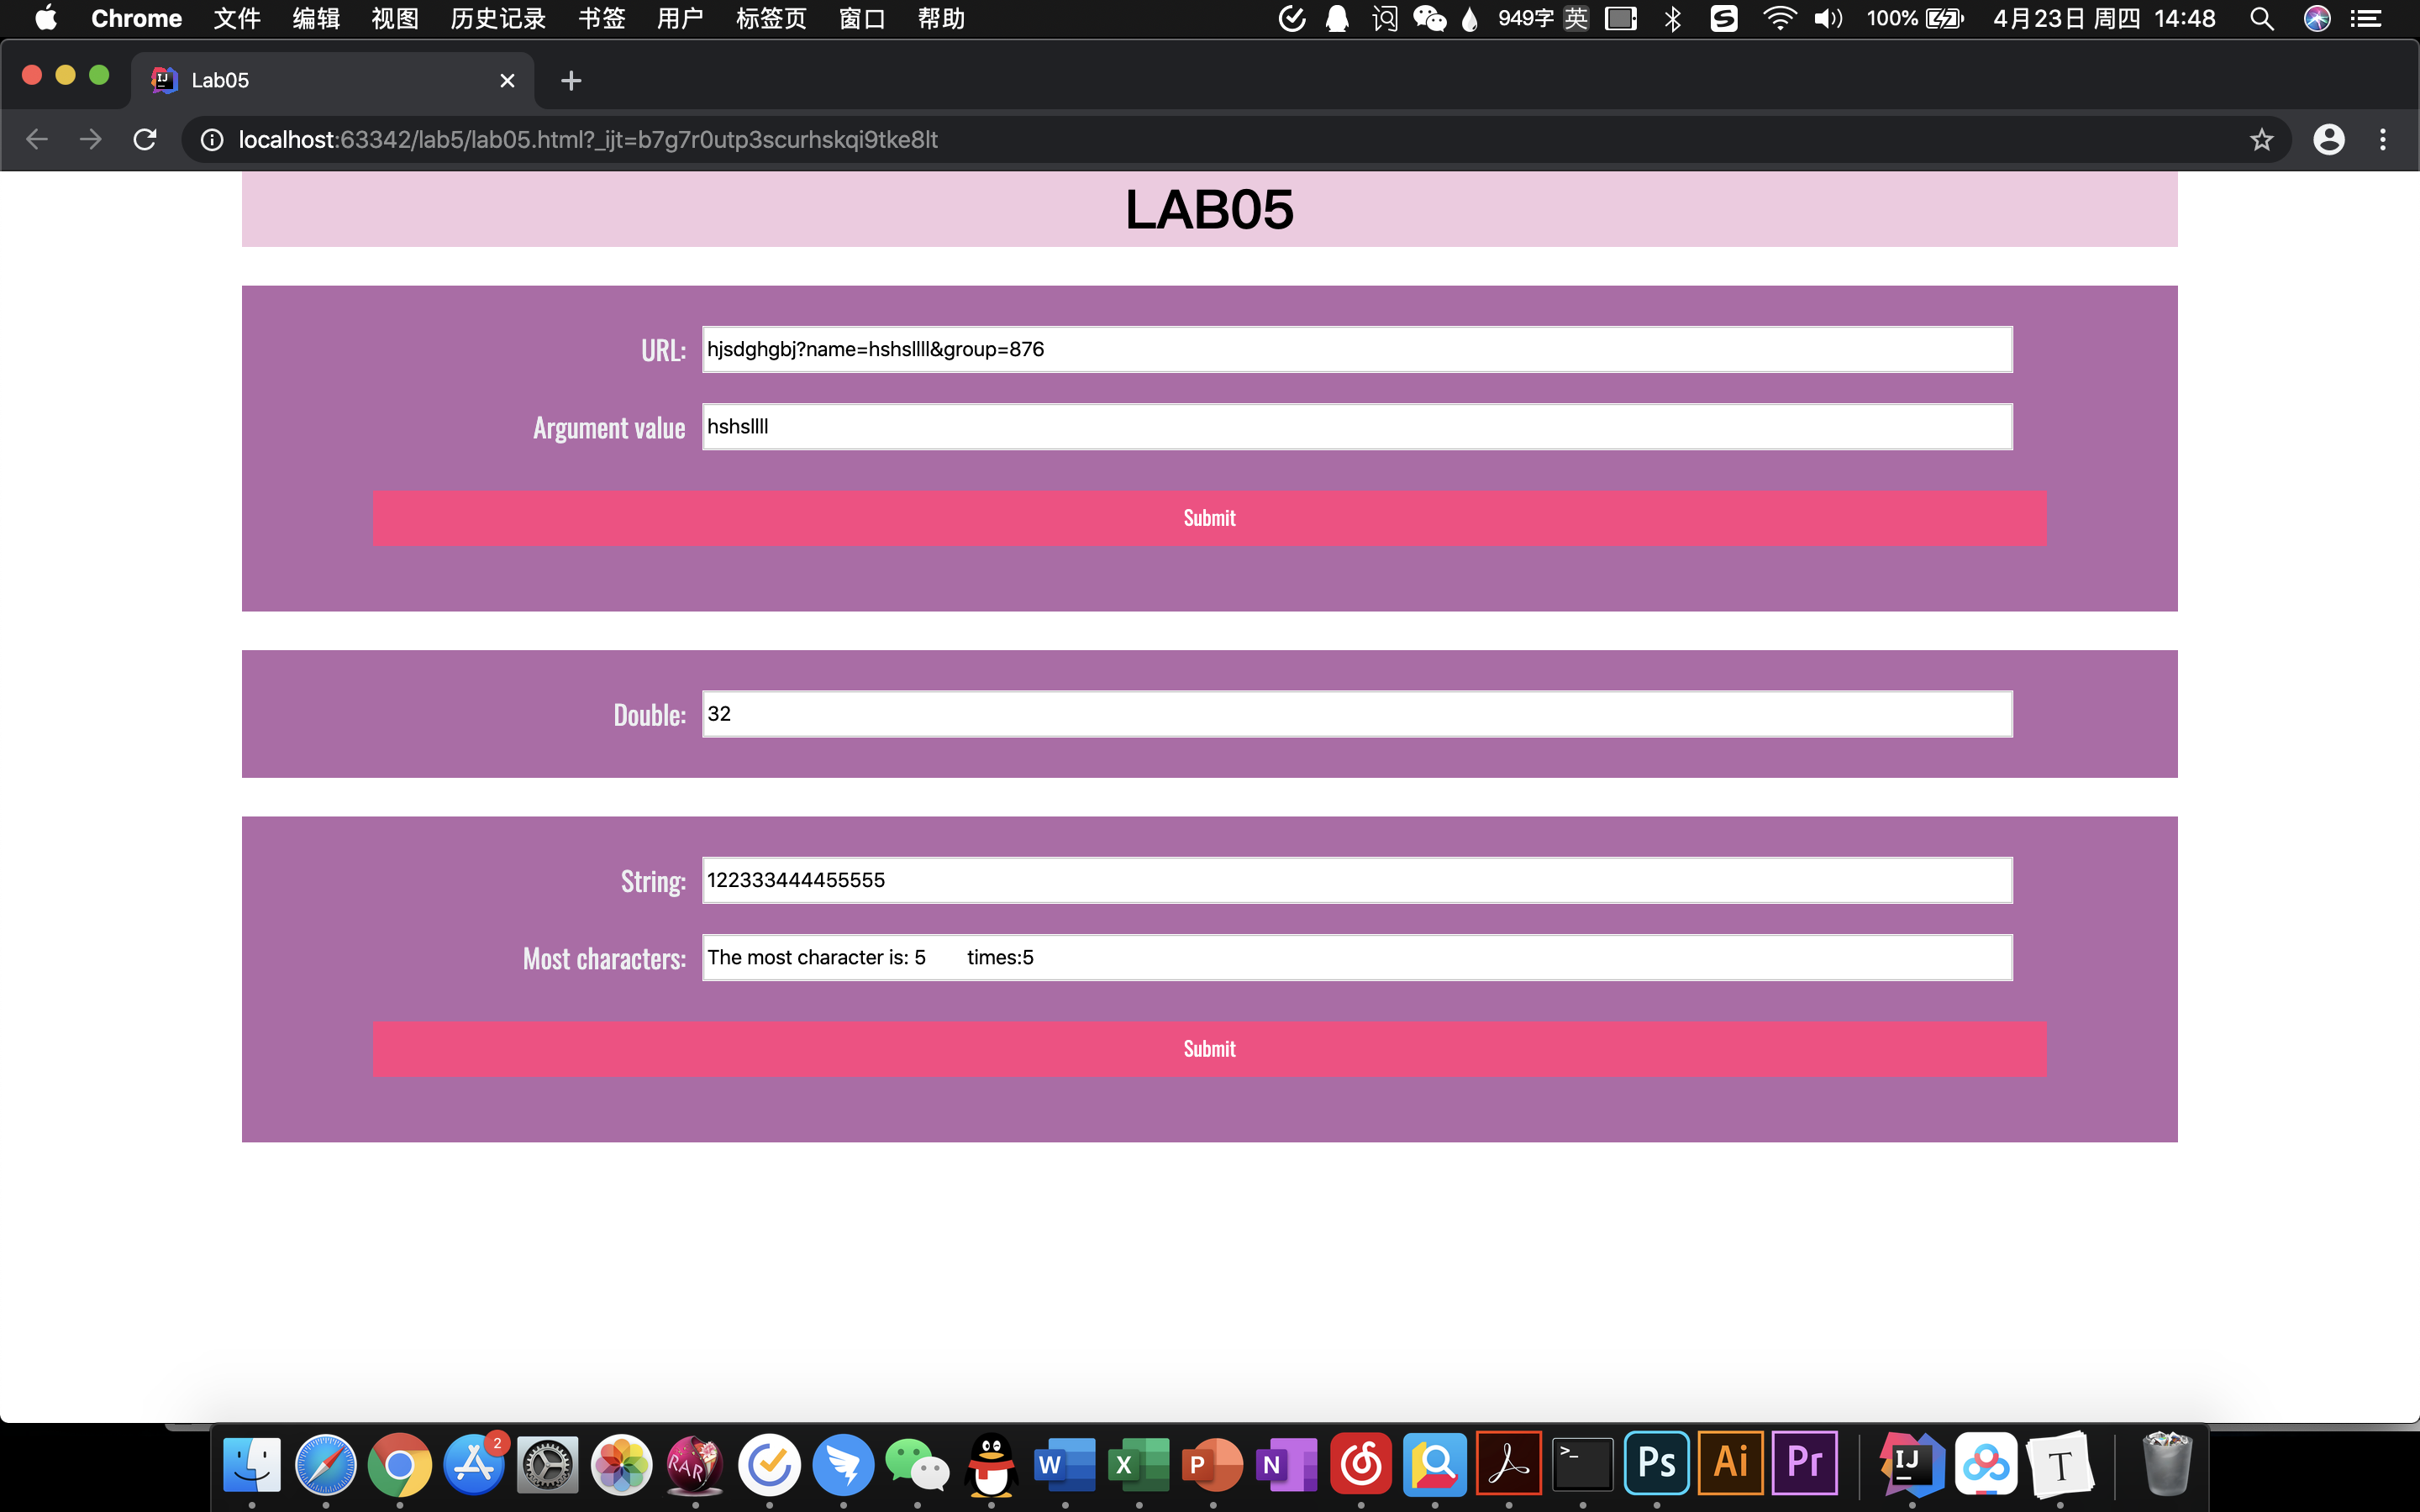 Chrome 文件 编辑 视图 历史记录 书签 用户 标签页 窗口 帮助 949字 英 100% 4月23日 周四 14:48
Lab05
localhost:63342/lab5/lab05.html?_ijt=b7g7r0utp3scurhskqi9tke8lt
LAB05
URL: hjsdghgbj?name=hshsllll&group=876
Argument value hshsllll
Submit
Double: 32
String: 122333444455555
Most characters: The most character is: 5 times:5
Submit
2
RAR W X P N >_ Ps Ai Pr IJ T